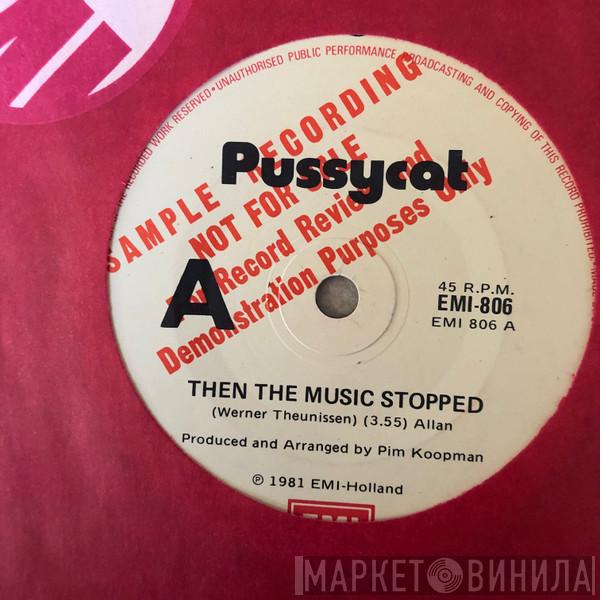 RECORDED WORK RESERVED • UNAUTHORISED PUBLIC PERFORMANCE BROADCASTING AND COPYING OF THIS RECORD PROHIBITED
SAMPLE RECORDING
NOT FOR SALE
For Record Review and
Demonstration Purposes Only
Pussycat
A
45 R.P.M.
EMI-806
EMI 806 A
THEN THE MUSIC STOPPED
(Werner Theunissen) (3.55) Allan
Produced and Arranged by Pim Koopman
℗ 1981 EMI-Holland
EMI
МАРКЕТ ВИНИЛА